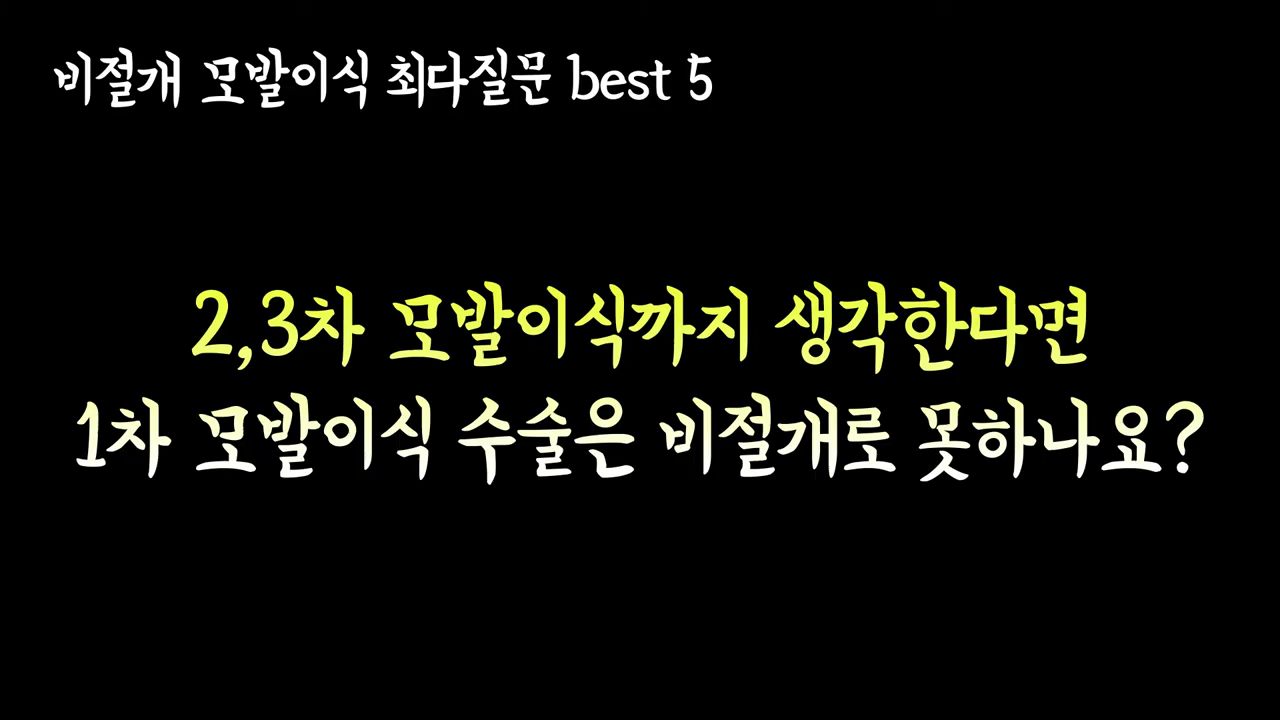 비절개 모발이식 최다질문 best 5
2,3차 모발이식까지 생각한다면
1차 모발이식 수술은 비절개로 못하나요?